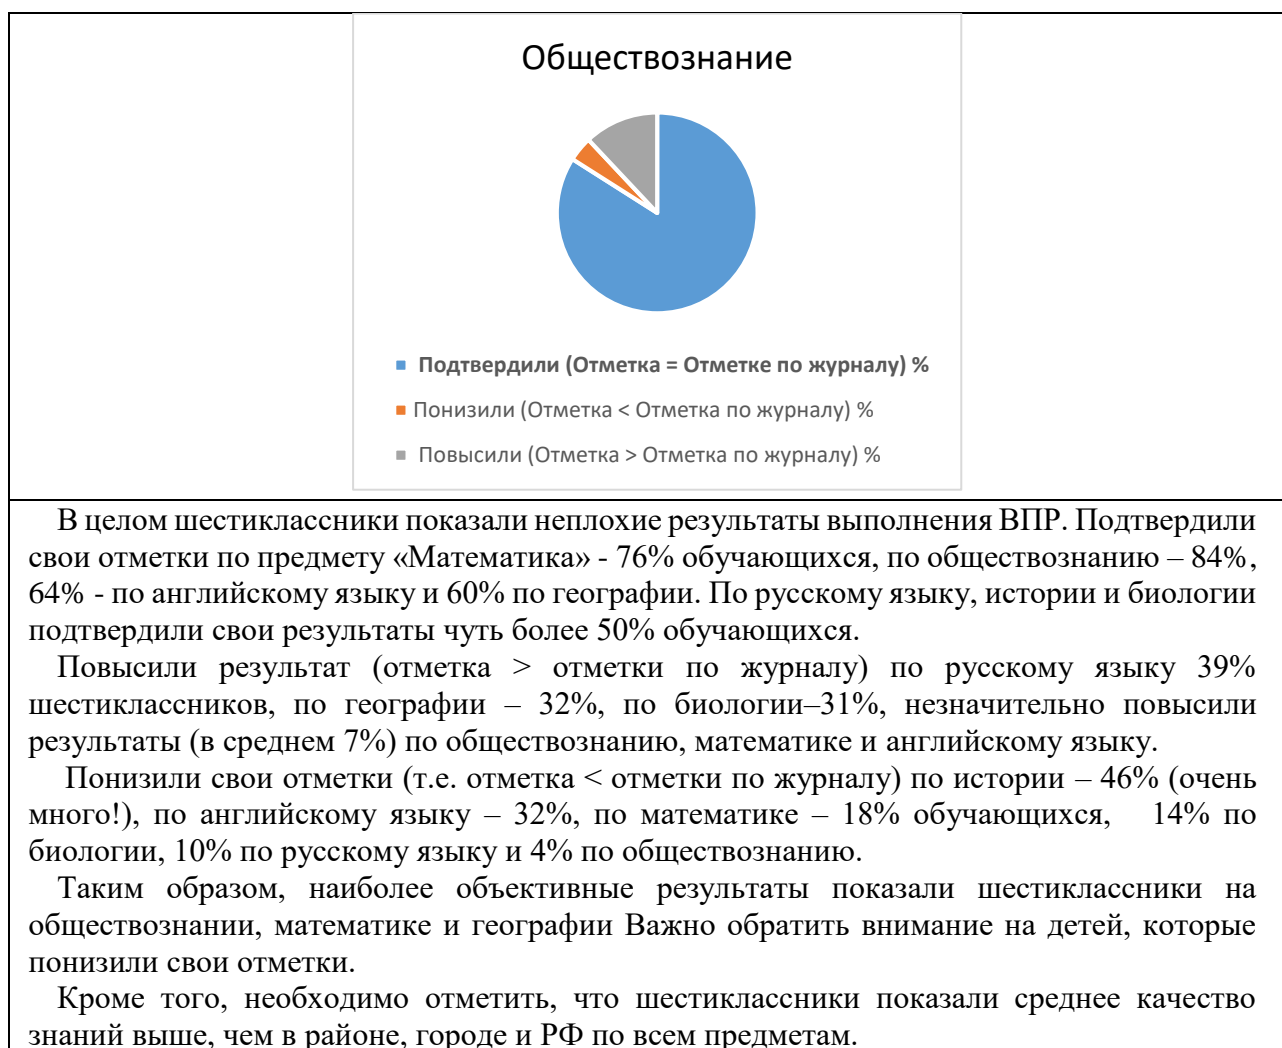 Обществознание
Подтвердили (Отметка = Отметке по журналу) %
Понизили (Отметка < Отметка по журналу) %
Повысили (Отметка > Отметка по журналу) %
В целом шестиклассники показали неплохие результаты выполнения ВПР. Подтвердили
свои отметки по предмету «Математика» - 76% обучающихся, по обществознанию – 84%,
64% - по английскому языку и 60% по географии. По русскому языку, истории и биологии
подтвердили свои результаты чуть более 50% обучающихся.
Повысили результат (отметка > отметки по журналу) по русскому языку 39%
шестиклассников, по географии – 32%, по биологии–31%, незначительно повысили
результаты (в среднем 7%) по обществознанию, математике и английскому языку.
Понизили свои отметки (т.е. отметка < отметки по журналу) по истории – 46% (очень
много!), по английскому языку – 32%, по математике – 18% обучающихся, 14% по
биологии, 10% по русскому языку и 4% по обществознанию.
Таким образом, наиболее объективные результаты показали шестиклассники на
обществознании, математике и географии Важно обратить внимание на детей, которые
понизили свои отметки.
Кроме того, необходимо отметить, что шестиклассники показали среднее качество
знаний выше, чем в районе, городе и РФ по всем предметам.